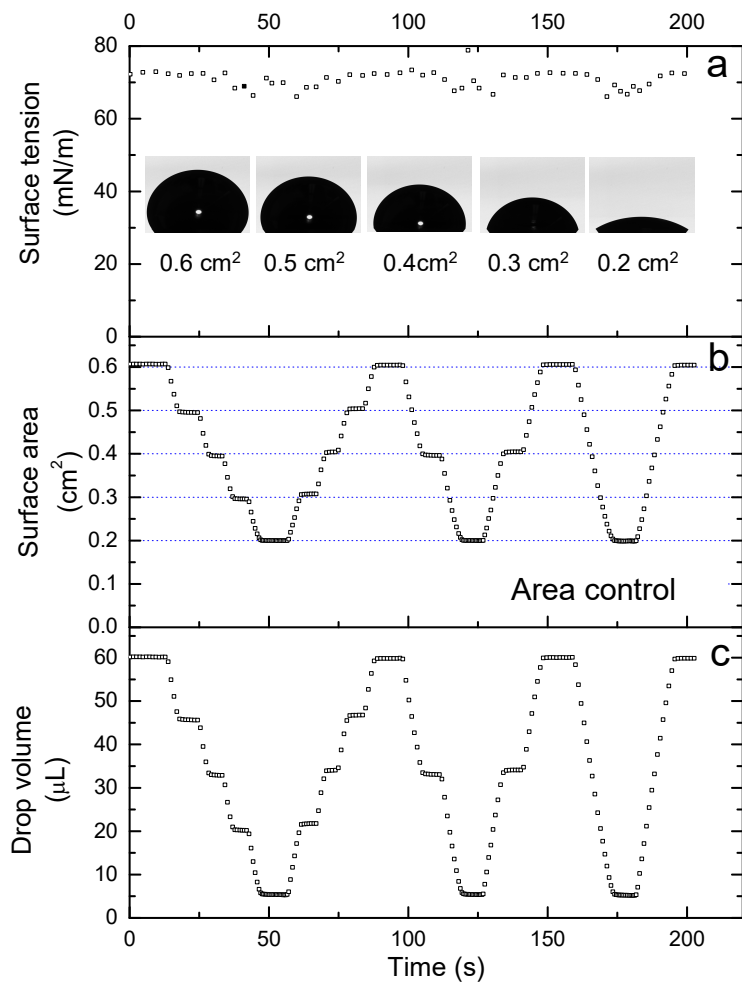 0 50 100 150 200
80
60
40
20
0
Surface tension
(mN/m)
a
0.6 cm² 0.5 cm² 0.4cm² 0.3 cm² 0.2 cm²
0.6
0.5
0.4
0.3
0.2
0.1
0.0
Surface area
(cm²)
b
Area control
60
50
40
30
20
10
0
Drop volume
(μL)
c
0 50 100 150 200
Time (s)